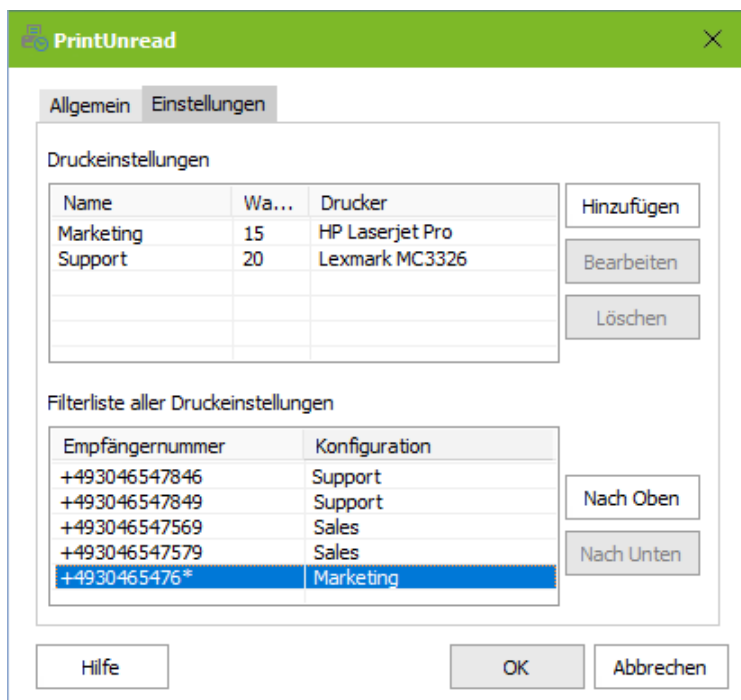 PrintUnread
Allgemein Einstellungen
Druckeinstellungen
Name Wa... Drucker
Marketing 15 HP Laserjet Pro
Support 20 Lexmark MC3326
Hinzufügen
Bearbeiten
Löschen
Filterliste aller Druckeinstellungen
Empfängernummer Konfiguration
+493046547846 Support
+493046547849 Support
+493046547569 Sales
+493046547579 Sales
+4930465476* Marketing
Nach Oben
Nach Unten
Hilfe OK Abbrechen